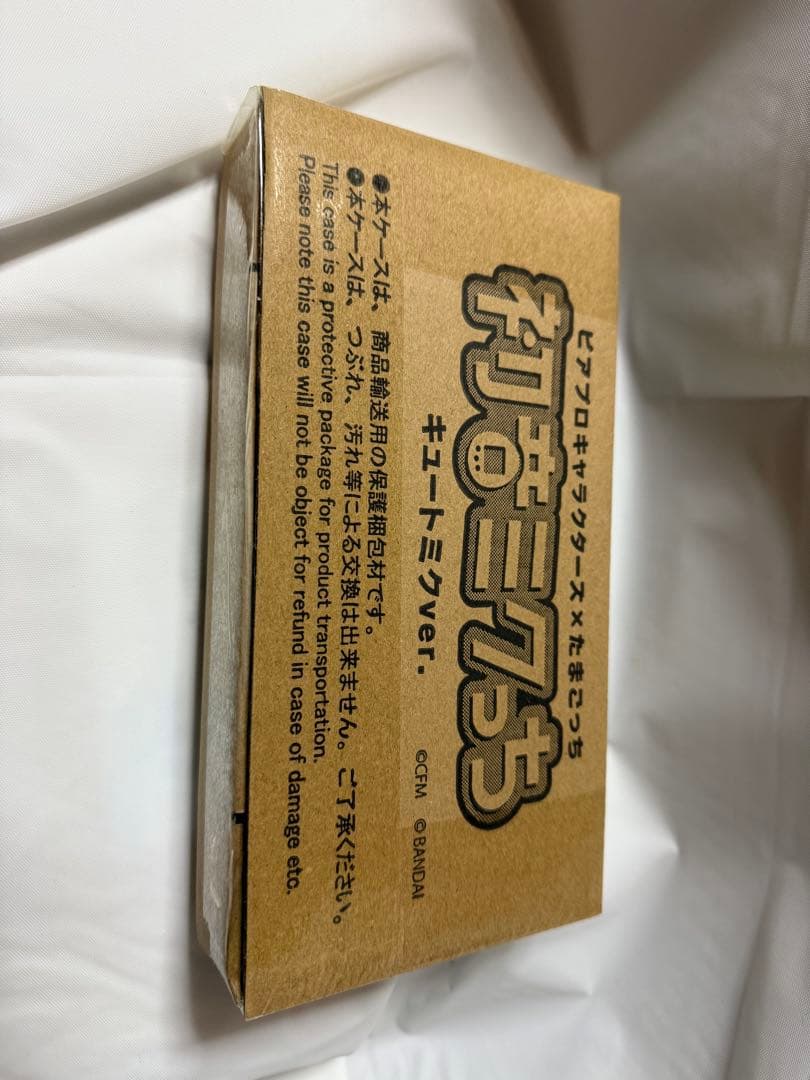 ピアプロキャラクターズ×たまごっち
初音ミクっち
キュートミクver.
©CFM ©BANDAI
●本ケースは、商品輸送用の保護梱包材です。
●本ケースは、つぶれ、汚れ等による交換は出来ません。ご了承ください。
This case is a protective package for product transportation.
Please note this case will not be object for refund in case of damage etc.